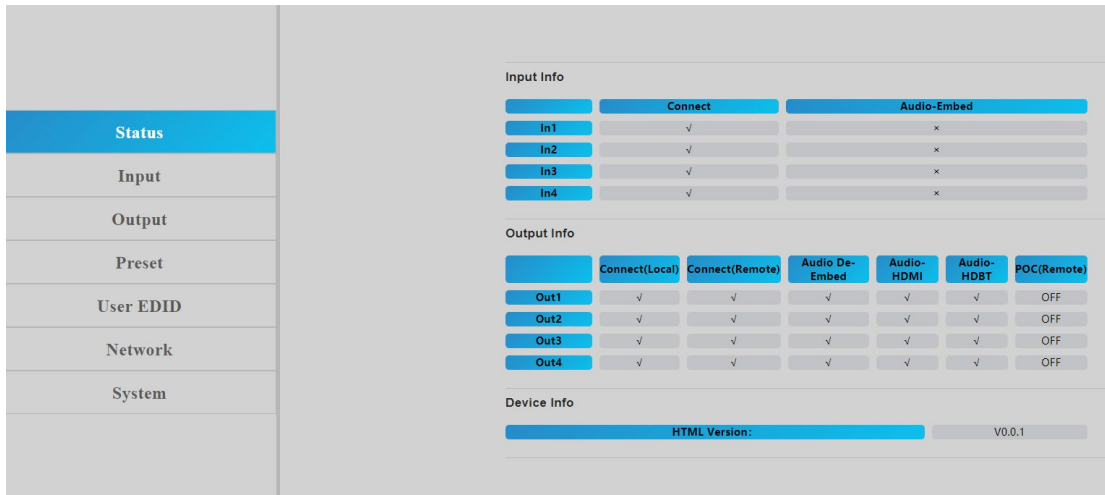 Status
Input
Output
Preset
User EDID
Network
System
Input Info
Connect Audio-Embed
In1 √ ×
In2 √ ×
In3 √ ×
In4 √ ×
Output Info
Connect(Local) Connect(Remote) Audio De-Embed Audio-HDMI Audio-HDBT POC(Remote)
Out1 √ √ √ √ √ OFF
Out2 √ √ √ √ √ OFF
Out3 √ √ √ √ √ OFF
Out4 √ √ √ √ √ OFF
Device Info
HTML Version: V0.0.1